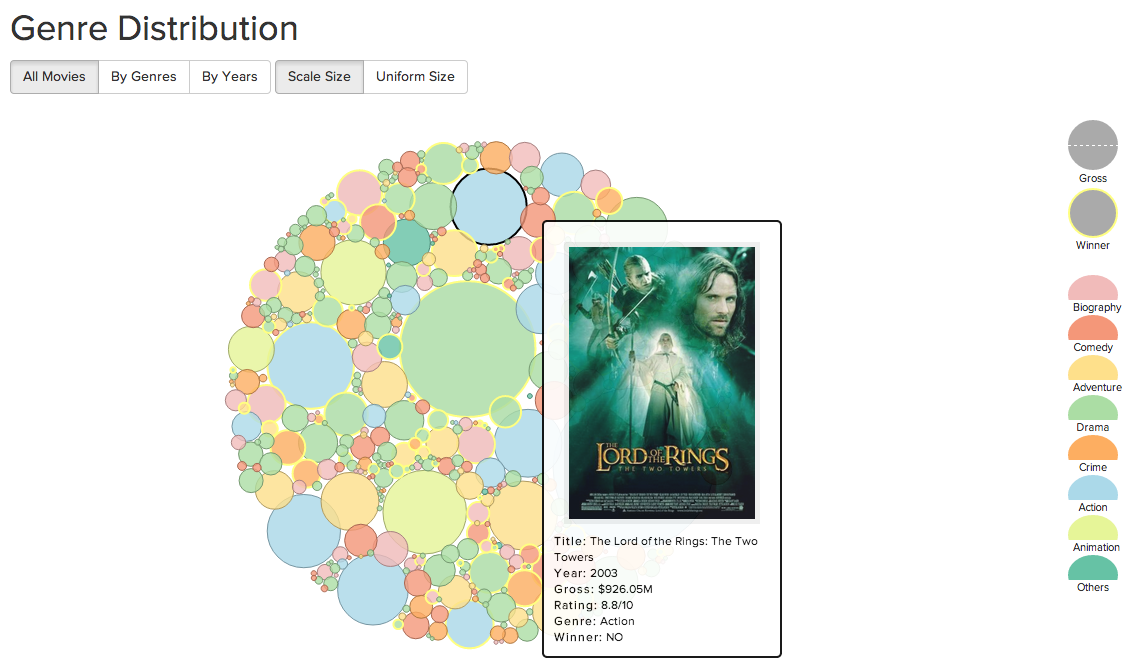 Genre Distribution
All Movies By Genres By Years Scale Size Uniform Size
Gross
Winner
Biography
Comedy
Adventure
Drama
Crime
Action
Animation
Others
THE
LORD OF THE RINGS
THE TWO TOWERS
Title: The Lord of the Rings: The Two
Towers
Year: 2003
Gross: $926.05M
Rating: 8.8/10
Genre: Action
Winner: NO